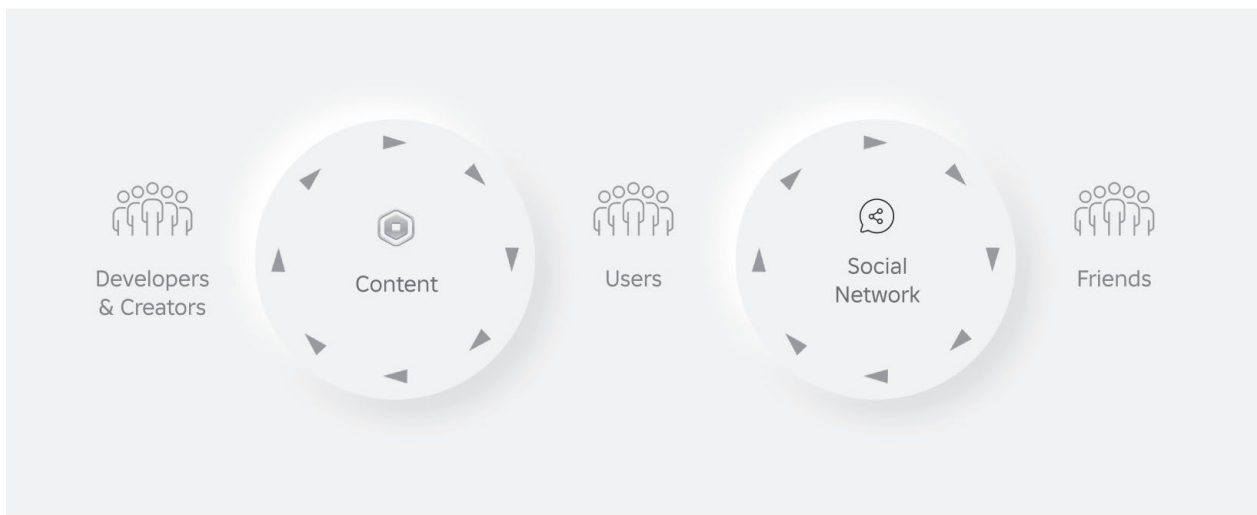 Developers
& Creators
Content
Users
Social
Network
Friends